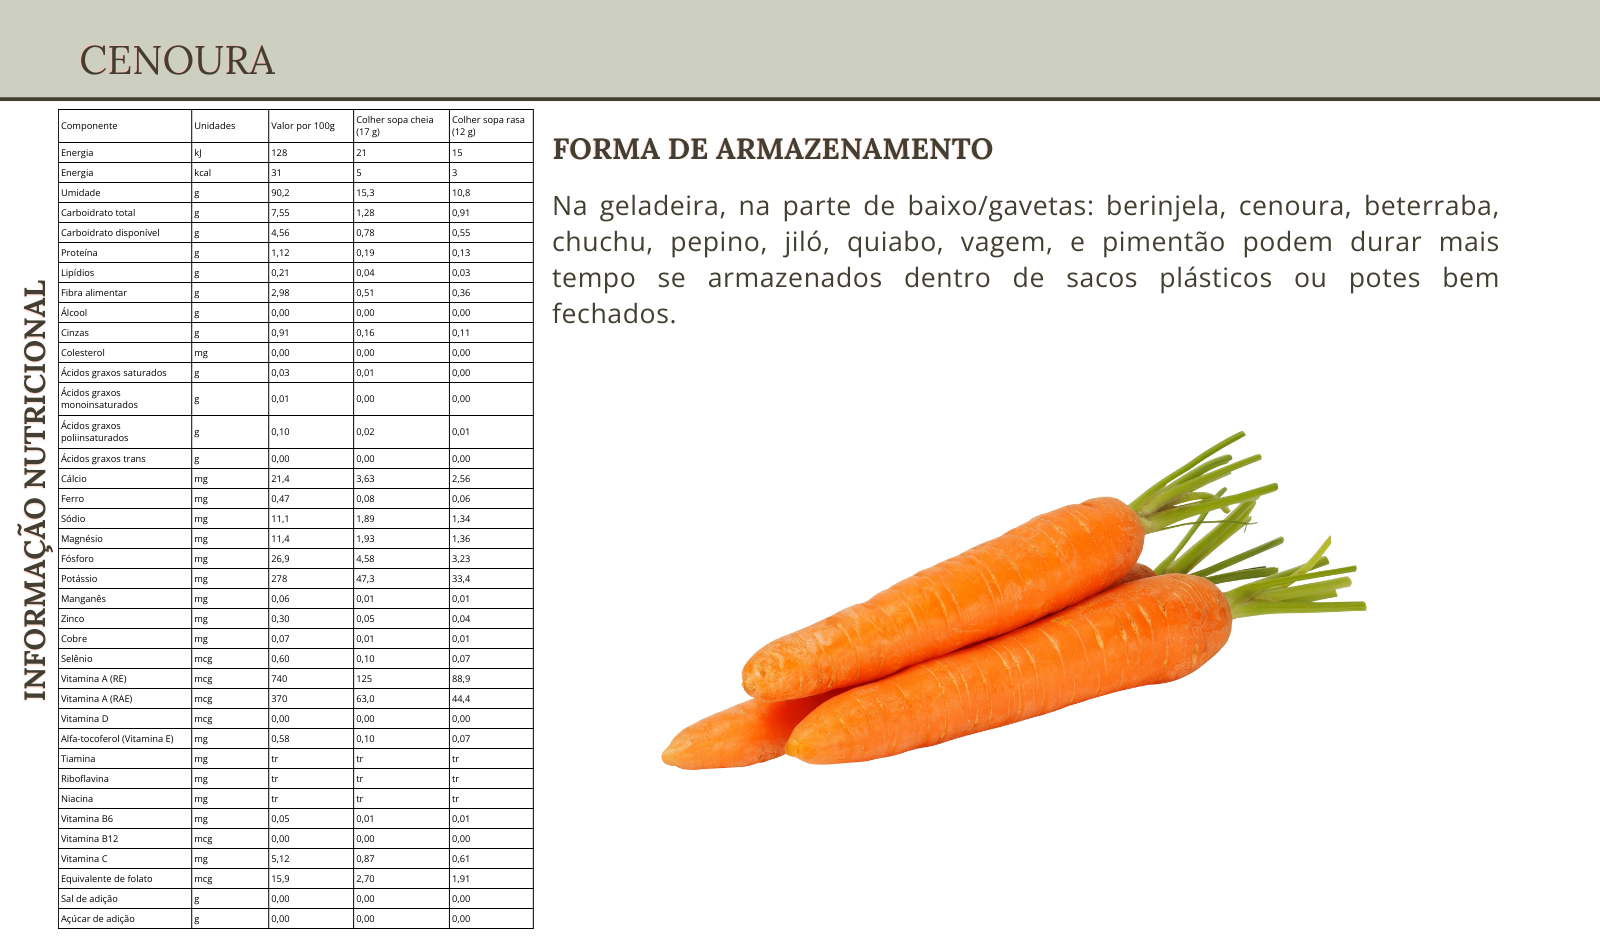 CENOURA
INFORMAÇÃO NUTRICIONAL
Componente Unidades Valor por 100g Colher sopa cheia (17 g) Colher sopa rasa (12 g)
Energia kJ 128 21 15
Energia kcal 31 5 3
Umidade g 90,2 15,3 10,8
Carboidrato total g 7,55 1,28 0,91
Carboidrato disponível g 4,56 0,78 0,55
Proteína g 1,12 0,19 0,13
Lipídios g 0,21 0,04 0,03
Fibra alimentar g 2,98 0,51 0,36
Álcool g 0,00 0,00 0,00
Cinzas g 0,91 0,16 0,11
Colesterol mg 0,00 0,00 0,00
Ácidos graxos saturados g 0,03 0,01 0,00
Ácidos graxos monoinsaturados g 0,01 0,00 0,00
Ácidos graxos poliinsaturados g 0,10 0,02 0,01
Ácidos graxos trans g 0,00 0,00 0,00
Cálcio mg 21,4 3,63 2,56
Ferro mg 0,47 0,08 0,06
Sódio mg 11,1 1,89 1,34
Magnésio mg 11,4 1,93 1,36
Fósforo mg 26,9 4,58 3,23
Potássio mg 278 47,3 33,4
Manganês mg 0,06 0,01 0,01
Zinco mg 0,30 0,05 0,04
Cobre mg 0,07 0,01 0,01
Selênio mcg 0,60 0,10 0,07
Vitamina A (RE) mcg 740 125 88,9
Vitamina A (RAE) mcg 370 63,0 44,4
Vitamina D mcg 0,00 0,00 0,00
Alfa-tocoferol (Vitamina E) mg 0,58 0,10 0,07
Tiamina mg tr tr tr
Riboflavina mg tr tr tr
Niacina mg tr tr tr
Vitamina B6 mg 0,05 0,01 0,01
Vitamina B12 mcg 0,00 0,00 0,00
Vitamina C mg 5,12 0,87 0,61
Equivalente de folato mcg 15,9 2,70 1,91
Sal de adição g 0,00 0,00 0,00
Açúcar de adição g 0,00 0,00 0,00
FORMA DE ARMAZENAMENTO
Na geladeira, na parte de baixo/gavetas: berinjela, cenoura, beterraba,
chuchu, pepino, jiló, quiabo, vagem, e pimentão podem durar mais
tempo se armazenados dentro de sacos plásticos ou potes bem
fechados.